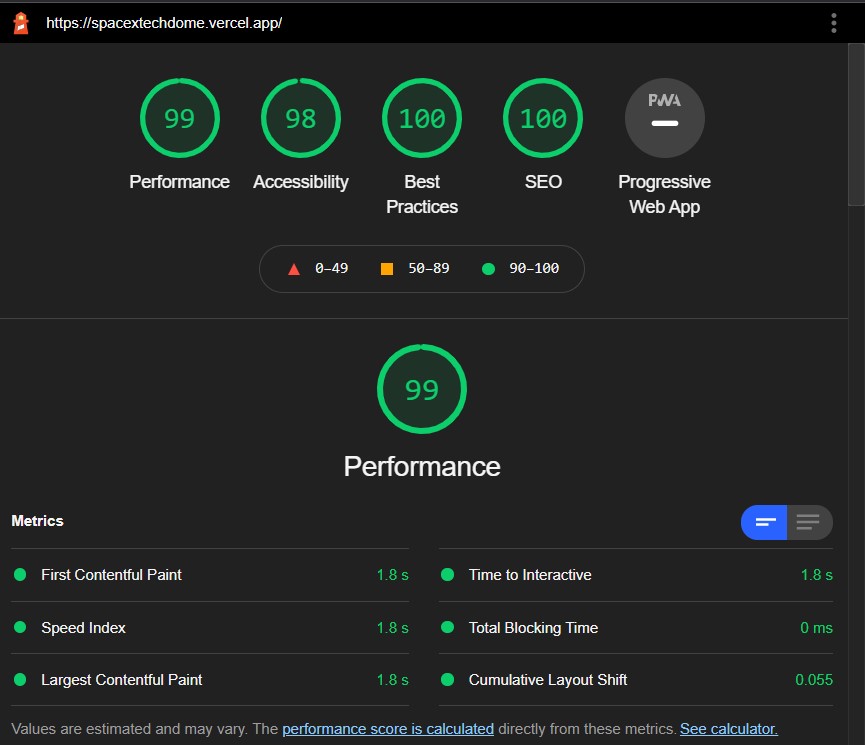 https://spacextechdome.vercel.app/
99 98 100 100 PWA
Performance Accessibility Best Practices SEO Progressive Web App
0–49 50–89 90–100
99
Performance
Metrics
First Contentful Paint 1.8 s
Time to Interactive 1.8 s
Speed Index 1.8 s
Total Blocking Time 0 ms
Largest Contentful Paint 1.8 s
Cumulative Layout Shift 0.055
Values are estimated and may vary. The performance score is calculated directly from these metrics. See calculator.